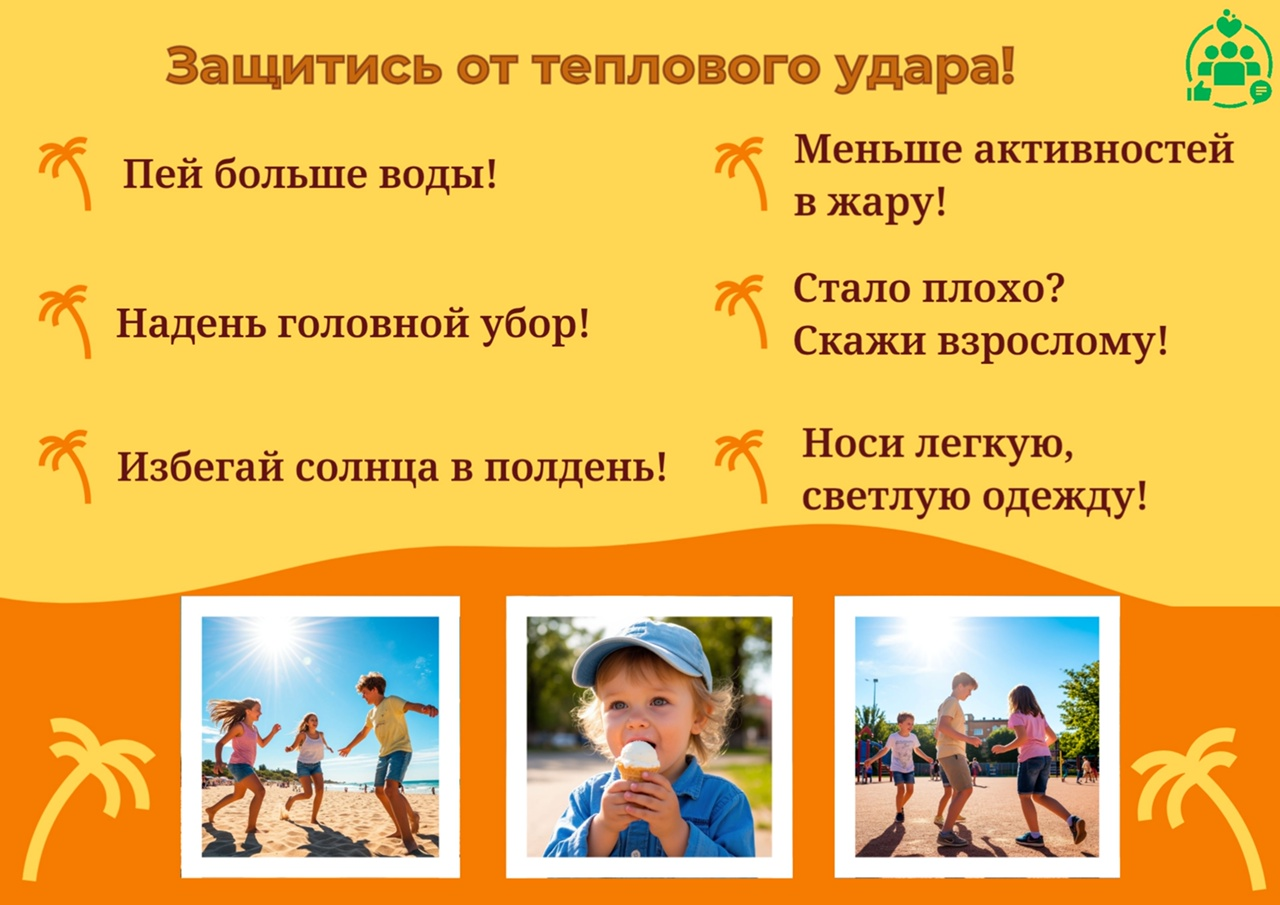 Защитись от теплового удара!
Пей больше воды!
Надень головной убор!
Избегай солнца в полдень!
Меньше активностей
в жару!
Стало плохо?
Скажи взрослому!
Носи легкую,
светлую одежду!